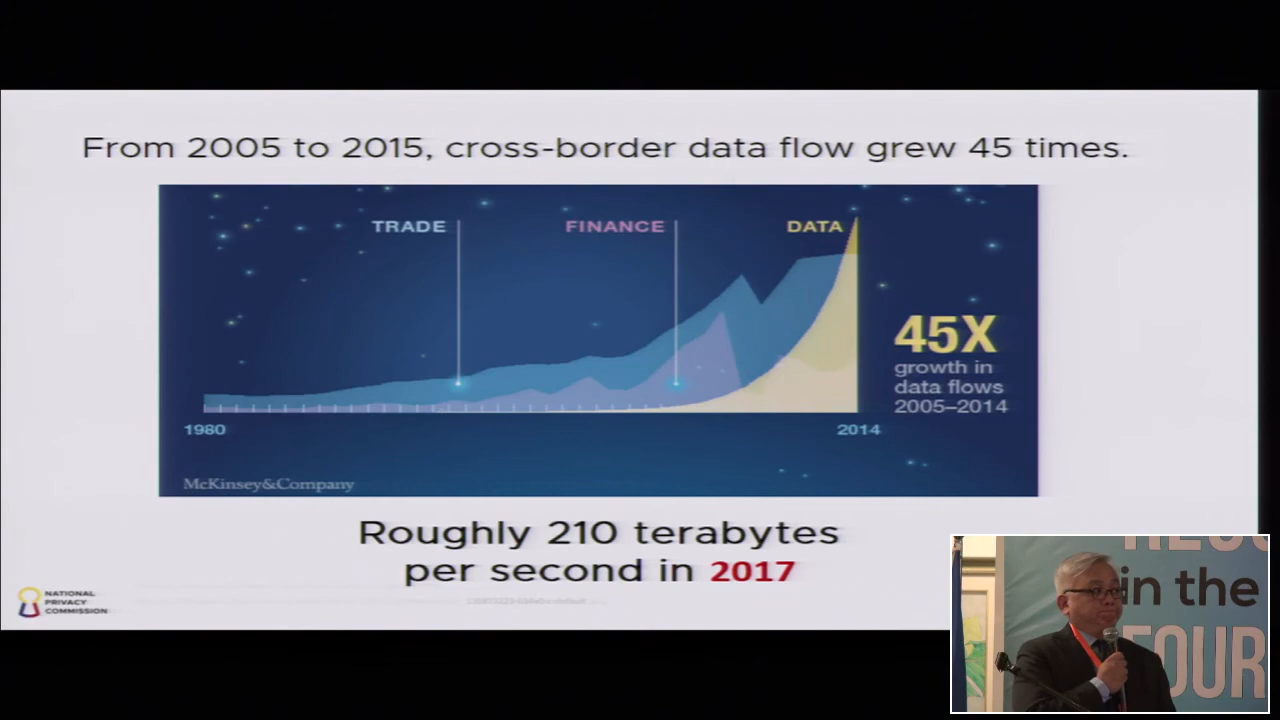 From 2005 to 2015, cross-border data flow grew 45 times.
TRADE
FINANCE
DATA
45X
growth in
data flows
2005–2014
1980
2014
McKinsey&Company
Roughly 210 terabytes
per second in 2017
NATIONAL
PRIVACY
COMMISSION
in the
FOUR